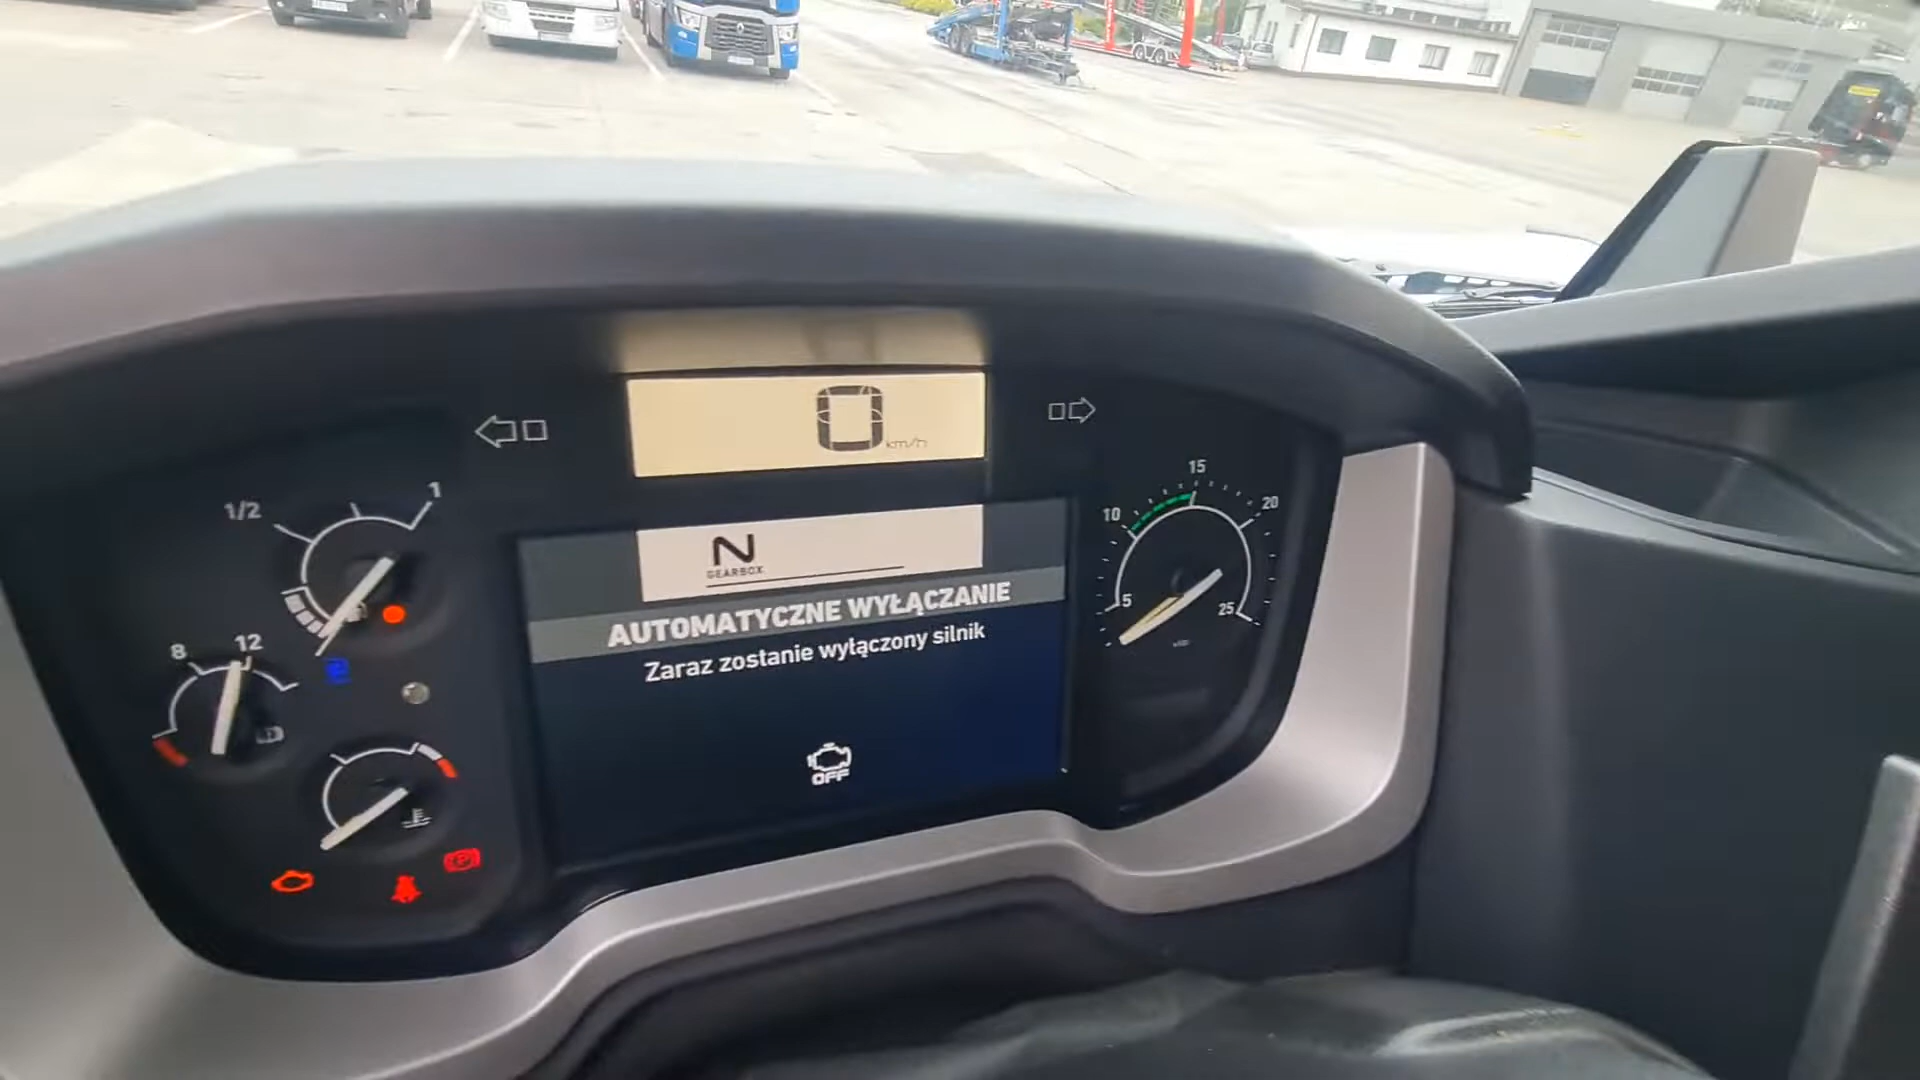 0 km/h
1/2
1
8
12
N
GEARBOX
AUTOMATYCZNE WYŁĄCZANIE
Zaraz zostanie wyłączony silnik
OFF
5
10
15
20
25
P